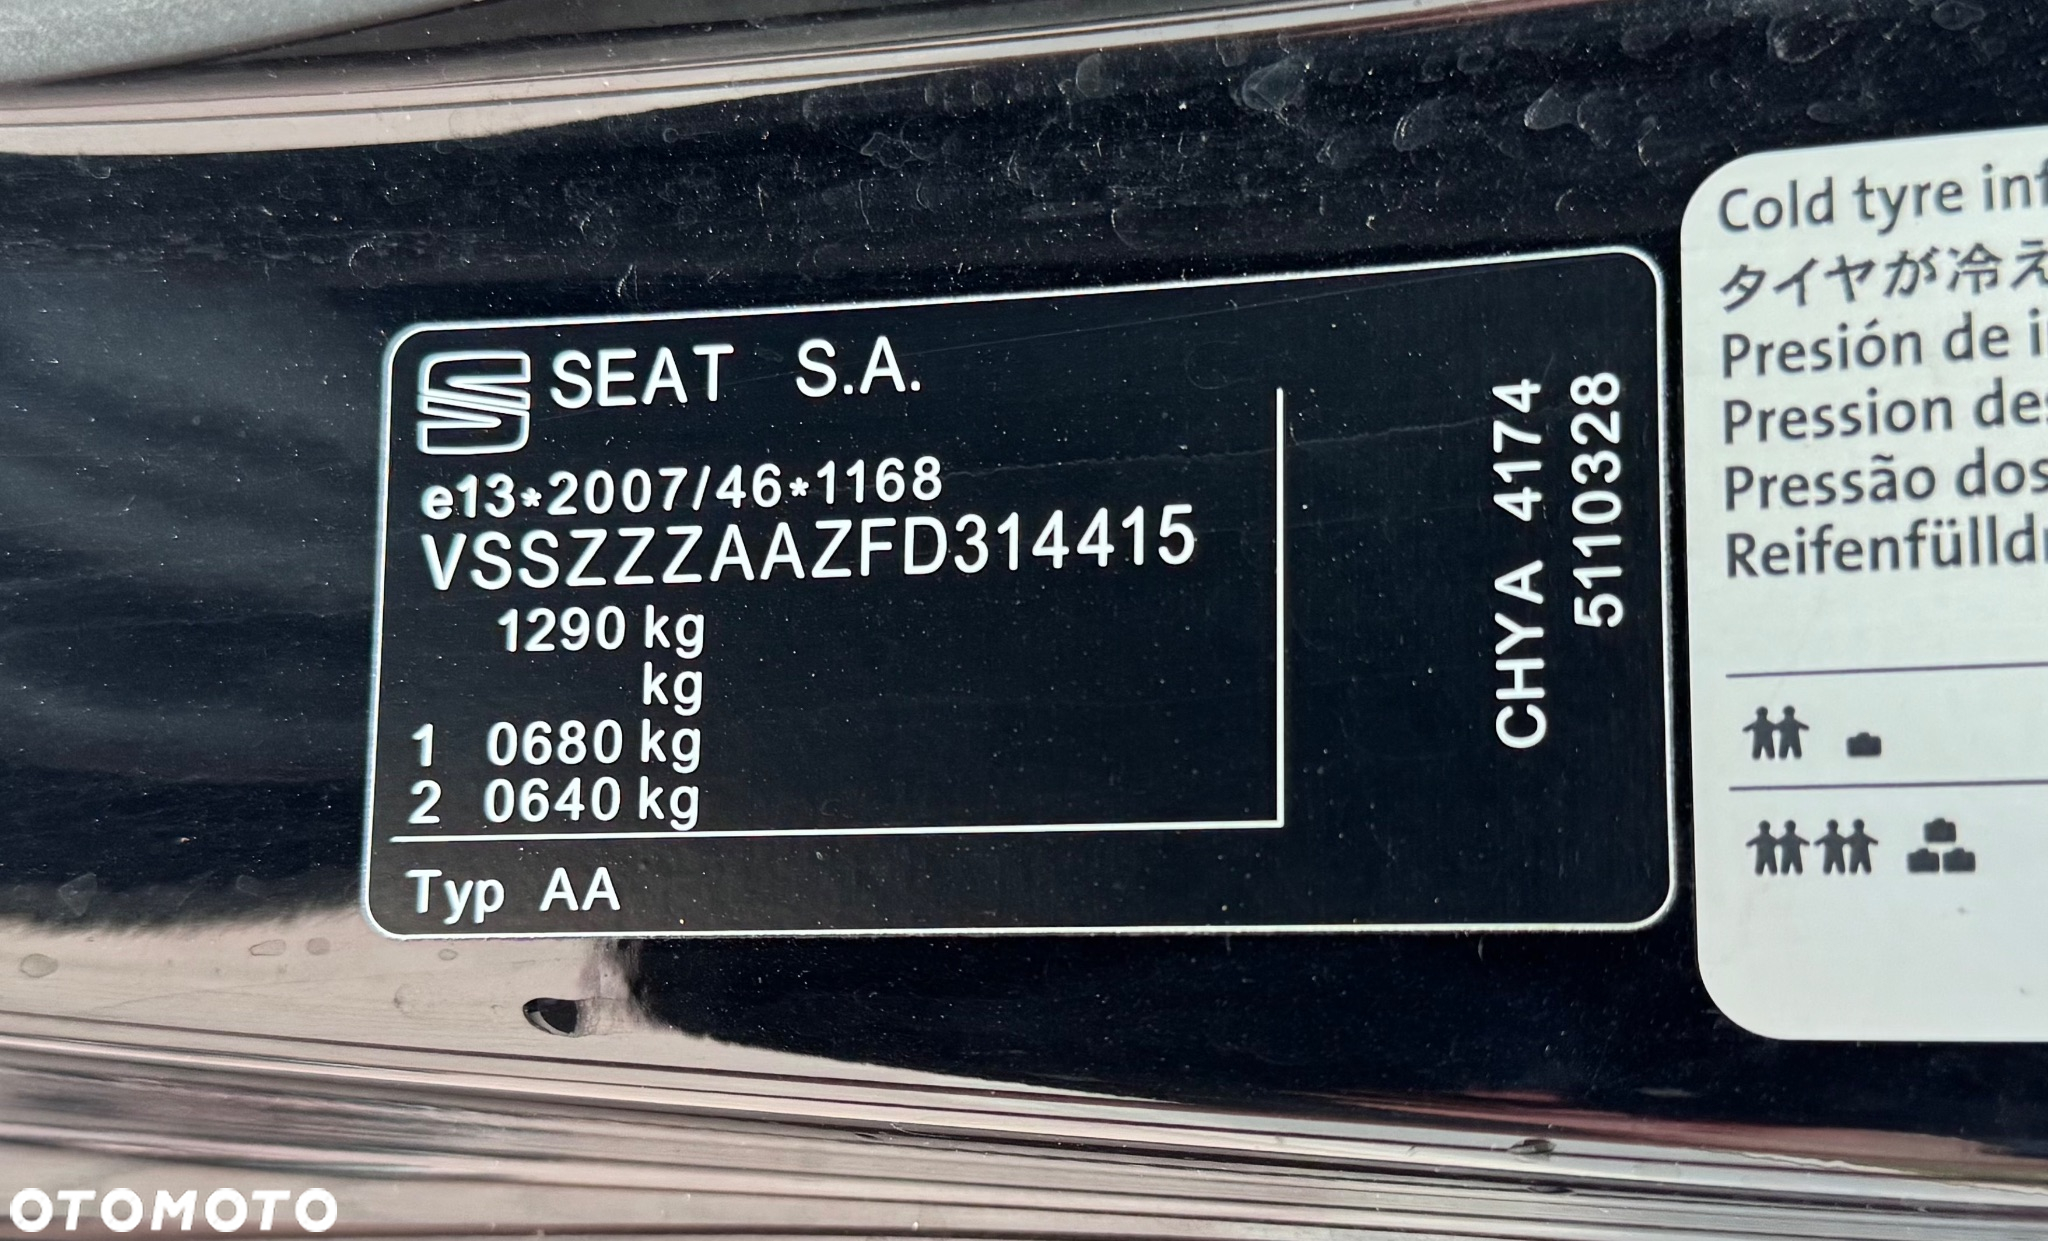 SEAT S.A.
e13*2007/46*1168
VSSZZZAAZFD314415
1290 kg
kg
1 0680 kg
2 0640 kg
Typ AA
CHYA 4174
5110328
Cold tyre inf
タイヤが冷え
Presión de
Pression des
Pressão dos
Reifenfülld
OTOMOTO